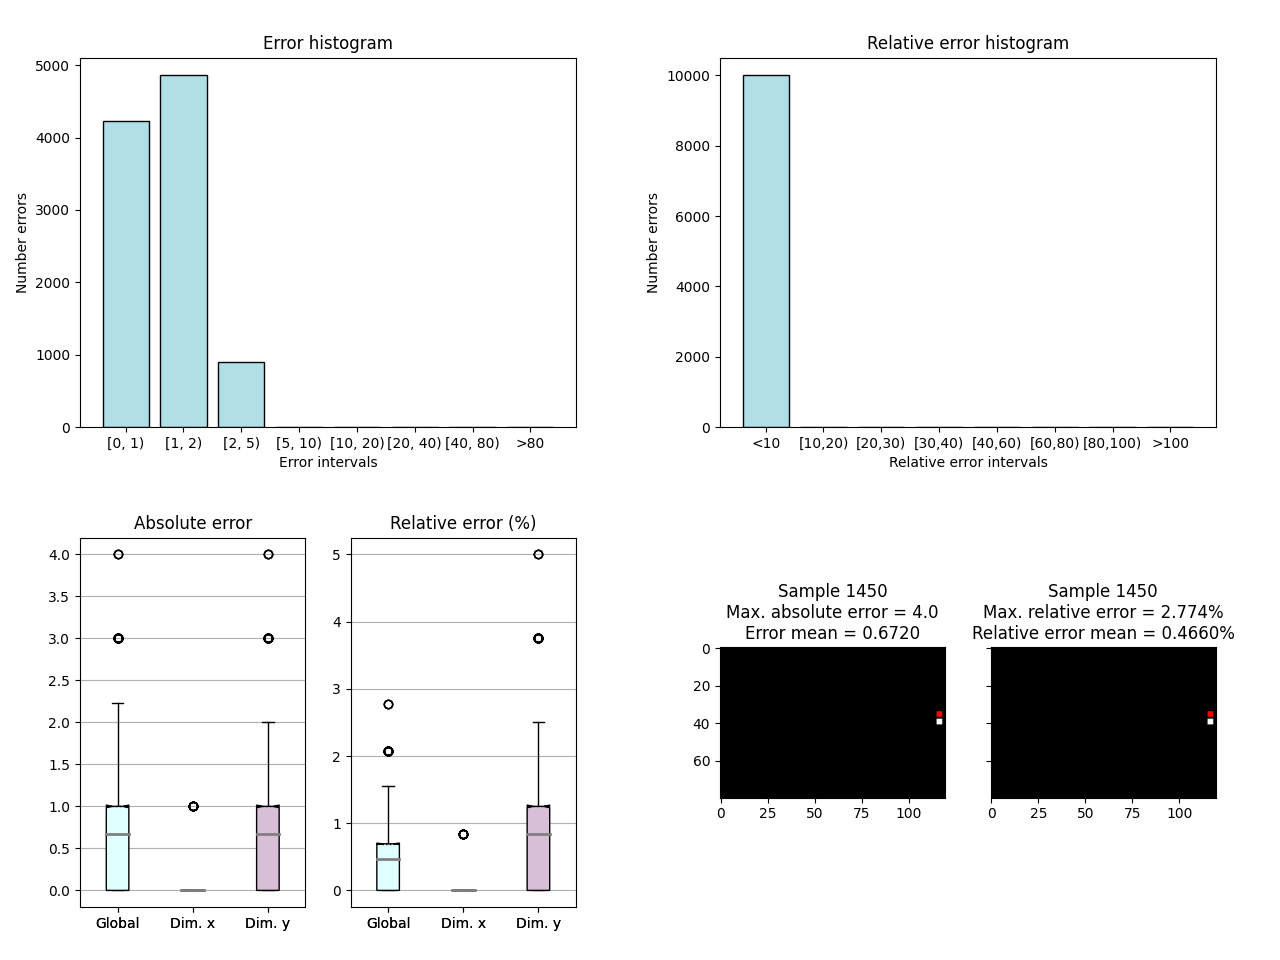 Error histogram
5000
4000
3000
2000
1000
0
Number errors
[0, 1) [1, 2) [2, 5) [5, 10) [10, 20) [20, 40) [40, 80) >80
Error intervals
Relative error histogram
10000
8000
6000
4000
2000
0
Number errors
<10 [10,20) [20,30) [30,40) [40,60) [60,80) [80,100) >100
Relative error intervals
Absolute error
4.0
3.5
3.0
2.5
2.0
1.5
1.0
0.5
0.0
Global Dim. x Dim. y
Relative error (%)
5
4
3
2
1
0
Global Dim. x Dim. y
Sample 1450
Max. absolute error = 4.0
Error mean = 0.6720
0
20
40
60
0 25 50 75 100
Sample 1450
Max. relative error = 2.774%
Relative error mean = 0.4660%
0 25 50 75 100